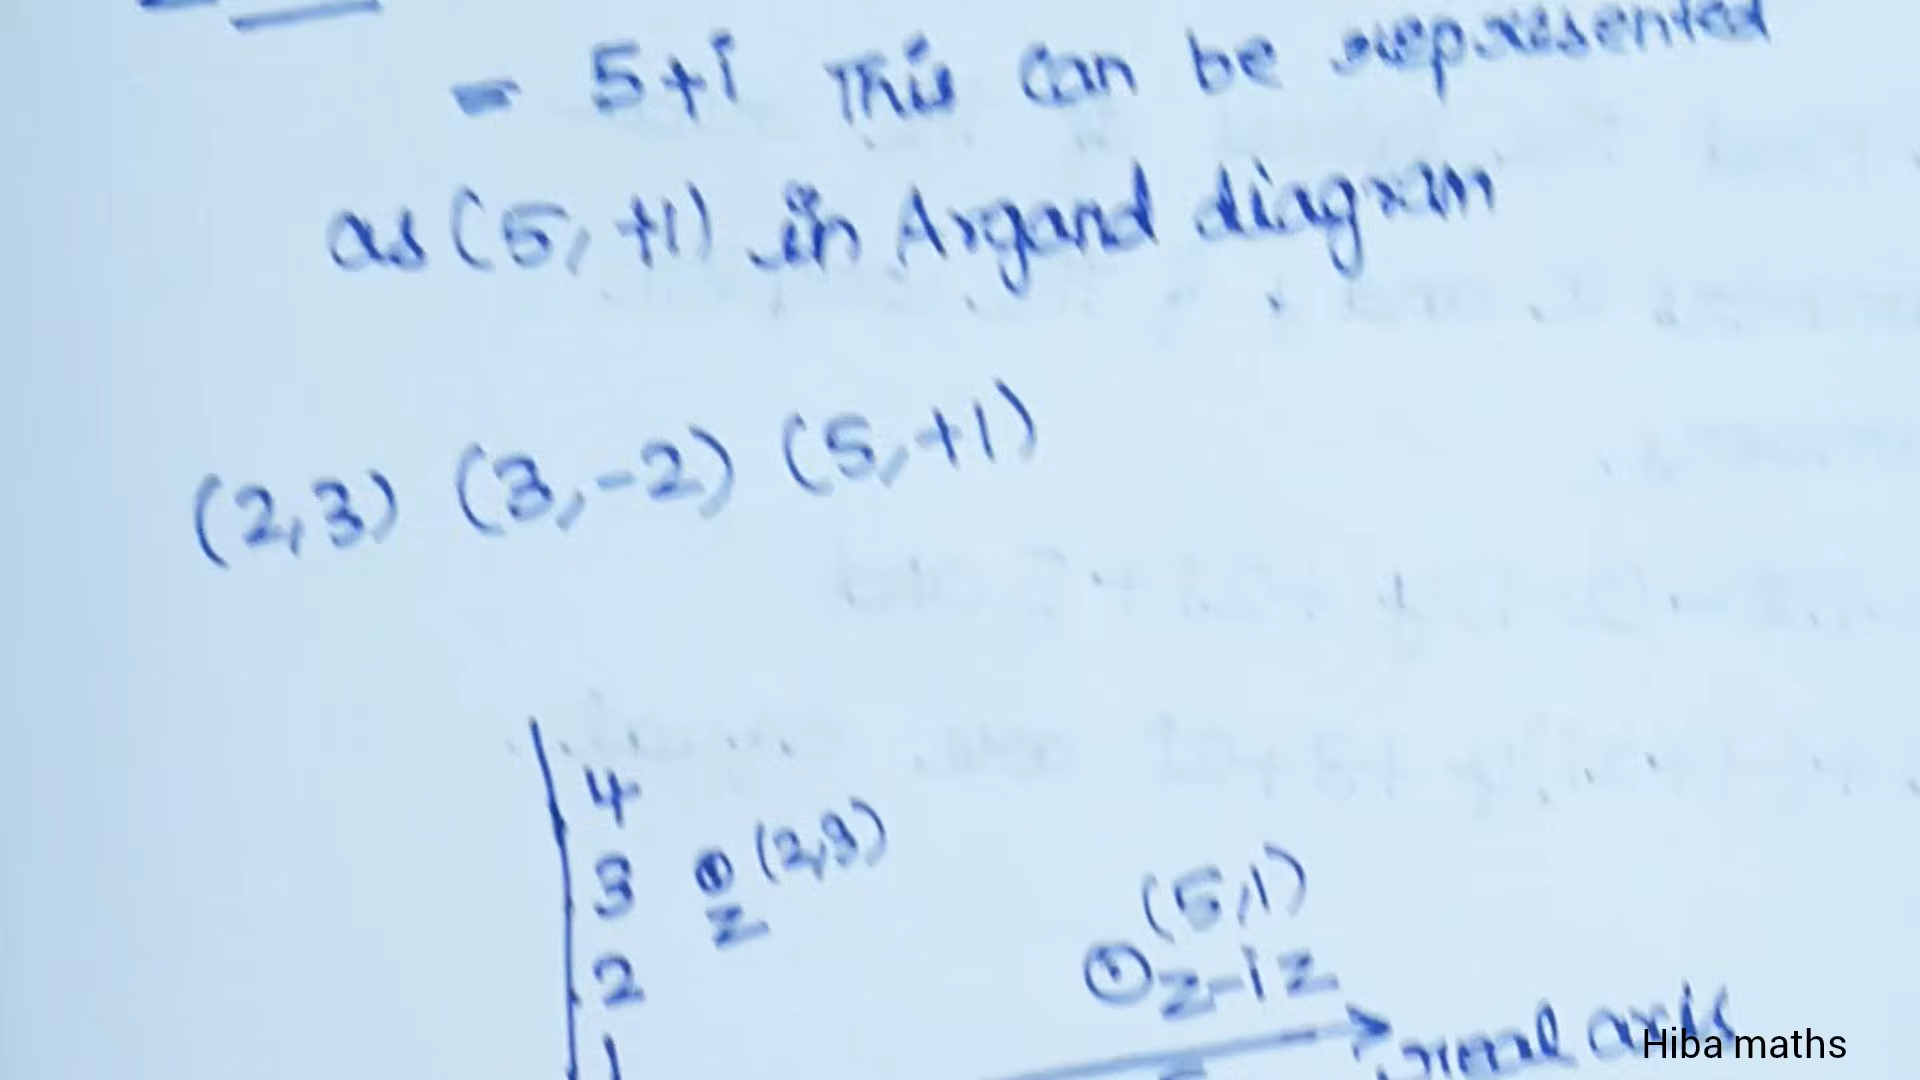 = 5+i This can be represented
as (5, +1) in Argand diagram
(2,3) (3,-2) (5,+1)
4
3 (2,3)
z
2
(5,1)
z-iz
1
real axis
Hiba maths